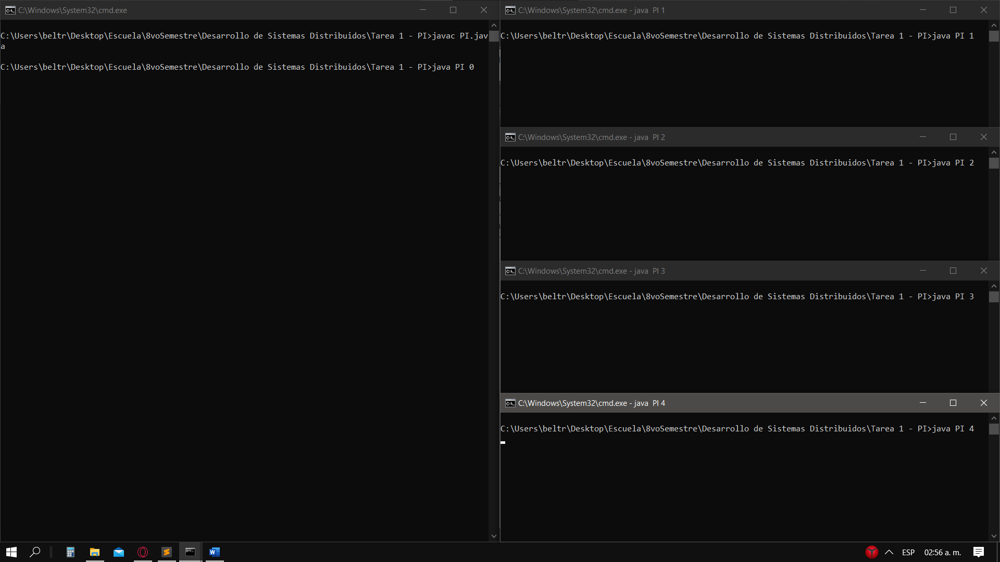 C:\Windows\System32\cmd.exe
C:\Users\beltr\Desktop\Escuela\8voSemestre\Desarrollo de Sistemas Distribuidos\Tarea 1 - PI>javac PI.jav
a
C:\Users\beltr\Desktop\Escuela\8voSemestre\Desarrollo de Sistemas Distribuidos\Tarea 1 - PI>java PI 0
C:\Windows\System32\cmd.exe - java  PI 1
C:\Users\beltr\Desktop\Escuela\8voSemestre\Desarrollo de Sistemas Distribuidos\Tarea 1 - PI>java PI 1
C:\Windows\System32\cmd.exe - java  PI 2
C:\Users\beltr\Desktop\Escuela\8voSemestre\Desarrollo de Sistemas Distribuidos\Tarea 1 - PI>java PI 2
C:\Windows\System32\cmd.exe - java  PI 3
C:\Users\beltr\Desktop\Escuela\8voSemestre\Desarrollo de Sistemas Distribuidos\Tarea 1 - PI>java PI 3
C:\Windows\System32\cmd.exe - java  PI 4
C:\Users\beltr\Desktop\Escuela\8voSemestre\Desarrollo de Sistemas Distribuidos\Tarea 1 - PI>java PI 4
ESP 02:56 a. m.